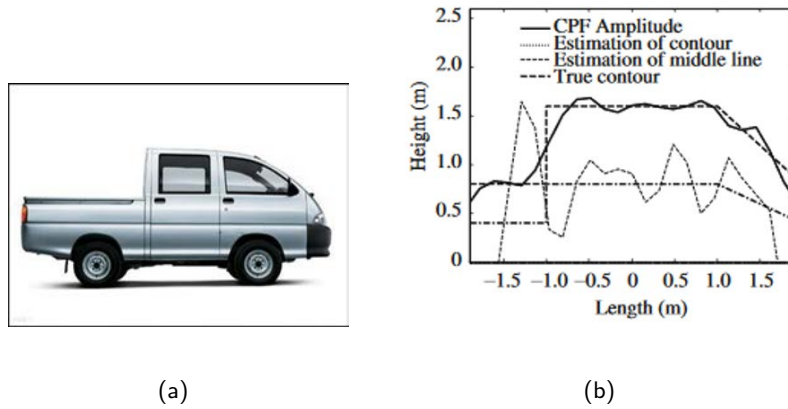 CPF Amplitude
Estimation of contour
Estimation of middle line
True contour
Height (m)
2.5
2.0
1.5
1.0
0.5
0
−1.5 −1.0 −0.5 0 0.5 1.0 1.5
Length (m)
(a) (b)